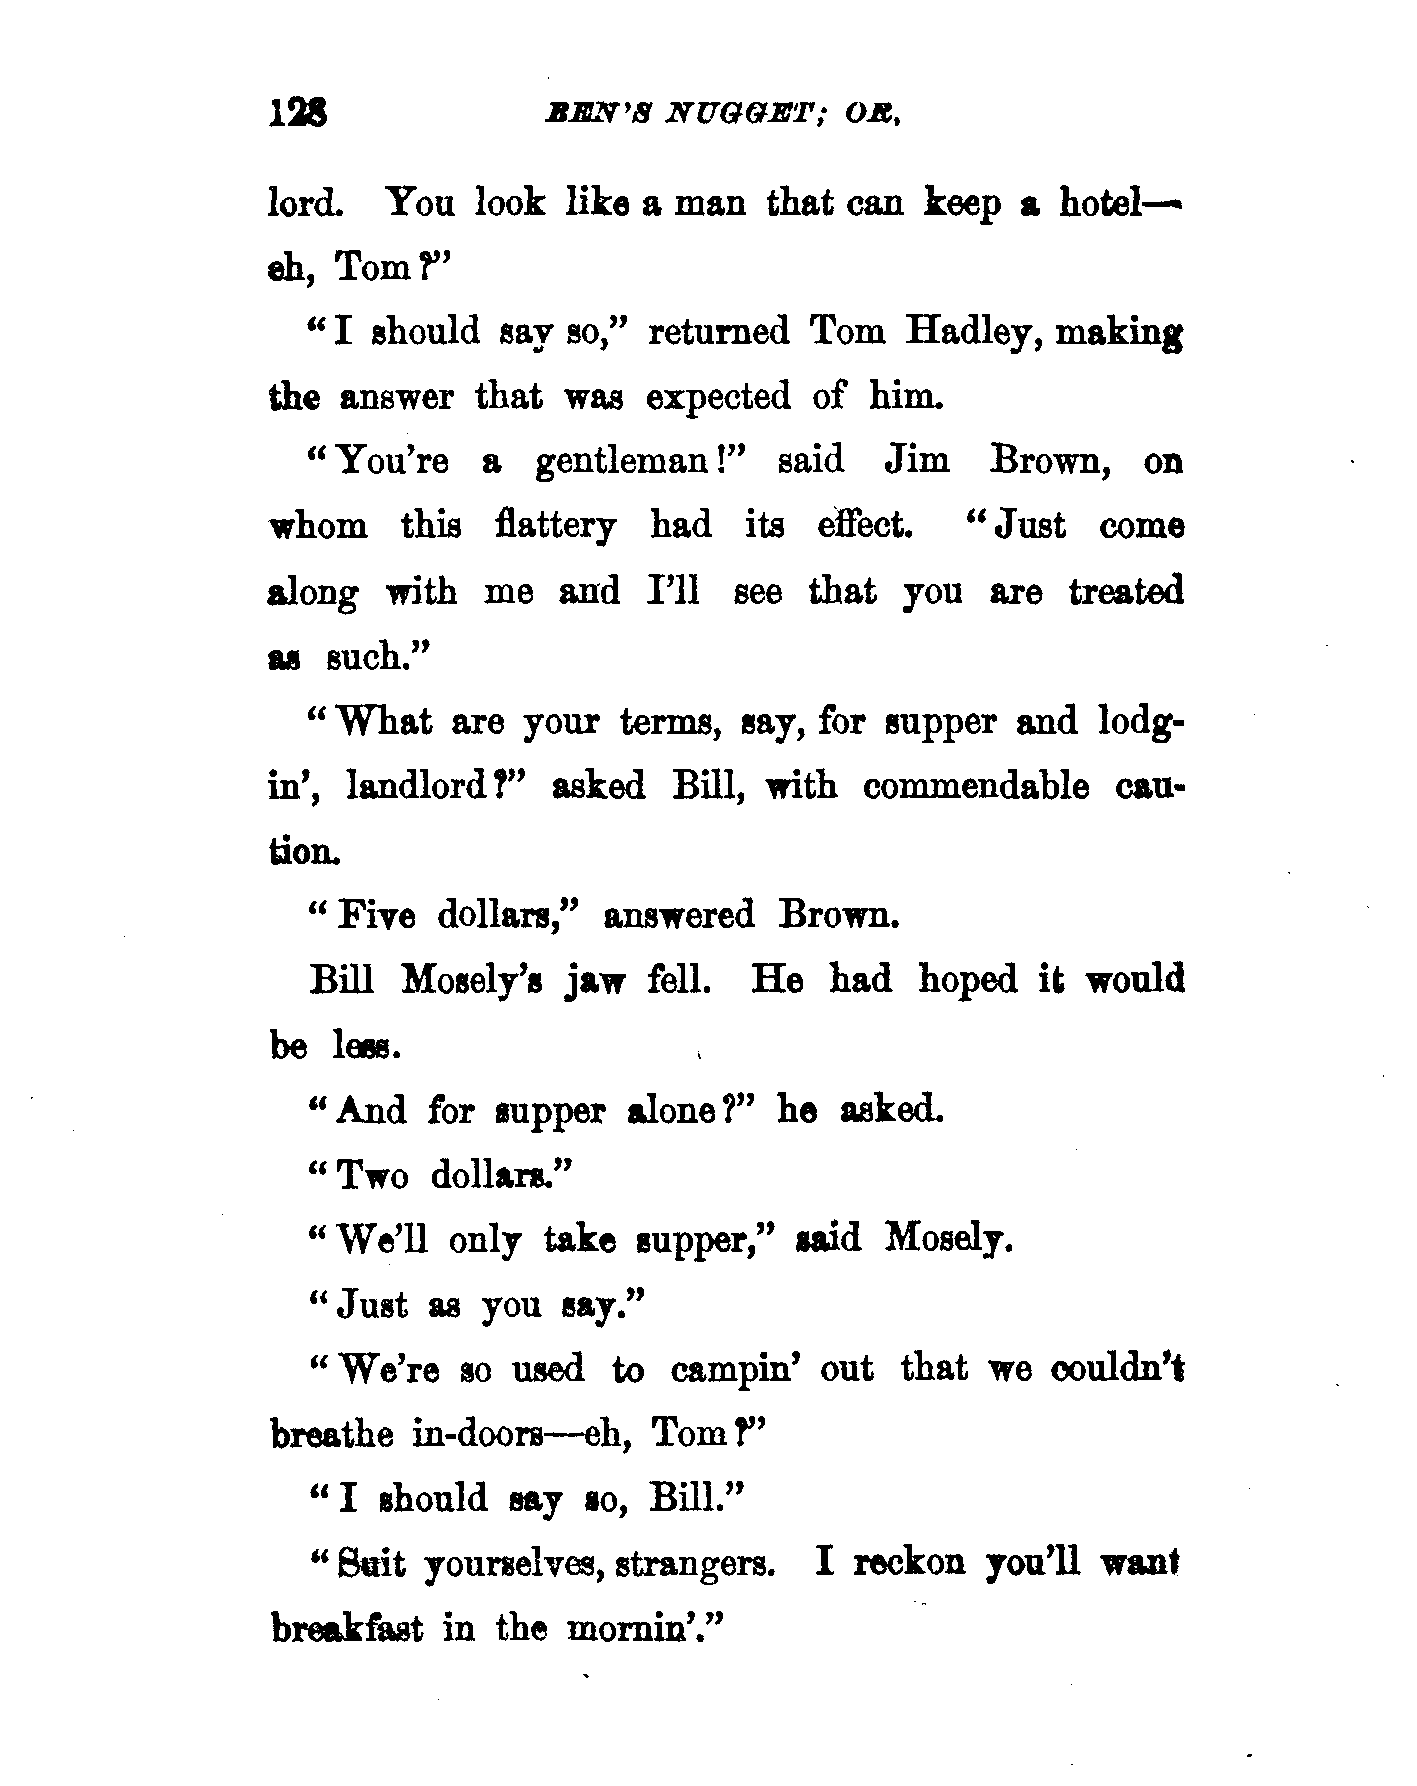 128 BEN'S NUGGET; OR,
lord. You look like a man that can keep a hotel—
eh, Tom?"
"I should say so," returned Tom Hadley, making
the answer that was expected of him.
"You're a gentleman!" said Jim Brown, on
whom this flattery had its effect. "Just come
along with me and I'll see that you are treated
as such."
"What are your terms, say, for supper and lodg-
in', landlord?" asked Bill, with commendable cau-
tion.
"Five dollars," answered Brown.
Bill Mosely's jaw fell. He had hoped it would
be less.
"And for supper alone?" he asked.
"Two dollars."
"We'll only take supper," said Mosely.
"Just as you say."
"We're so used to campin' out that we couldn't
breathe in-doors—eh, Tom?"
"I should say so, Bill."
"Suit yourselves, strangers. I reckon you'll want
breakfast in the mornin'."